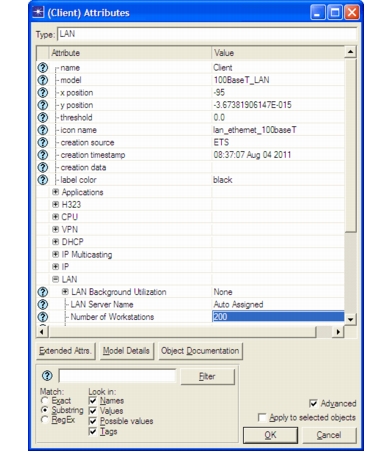 (Client) Attributes
Type: LAN
Attribute Value
name Client
model 100BaseT_LAN
x position -95
y position -3.67381906147E-015
threshold 0.0
icon name lan_ethernet_100baseT
creation source ETS
creation timestamp 08:37:07 Aug 04 2011
creation data
label color black
Applications
H323
CPU
VPN
DHCP
IP Multicasting
IP
LAN
LAN Background Utilization None
LAN Server Name Auto Assigned
Number of Workstations 200
Extended Attrs. Model Details Object Documentation
Filter
Match: Look in:
Exact Names
Substring Values
RegEx Possible values
Tags
Advanced
Apply to selected objects
OK Cancel